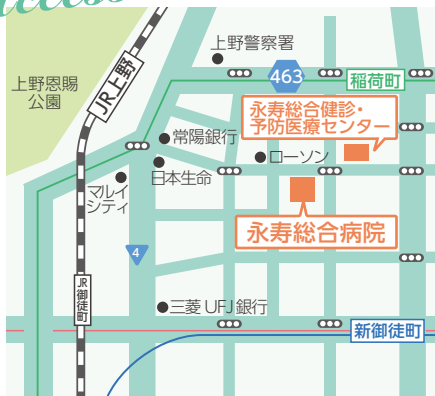 access
上野警察署
463
稲荷町
上野恩賜
公園
JR上野
永寿総合健診・
予防医療センター
常陽銀行
ローソン
日本生命
マルイ
シティ
永寿総合病院
4
JR御徒町
三菱UFJ銀行
新御徒町